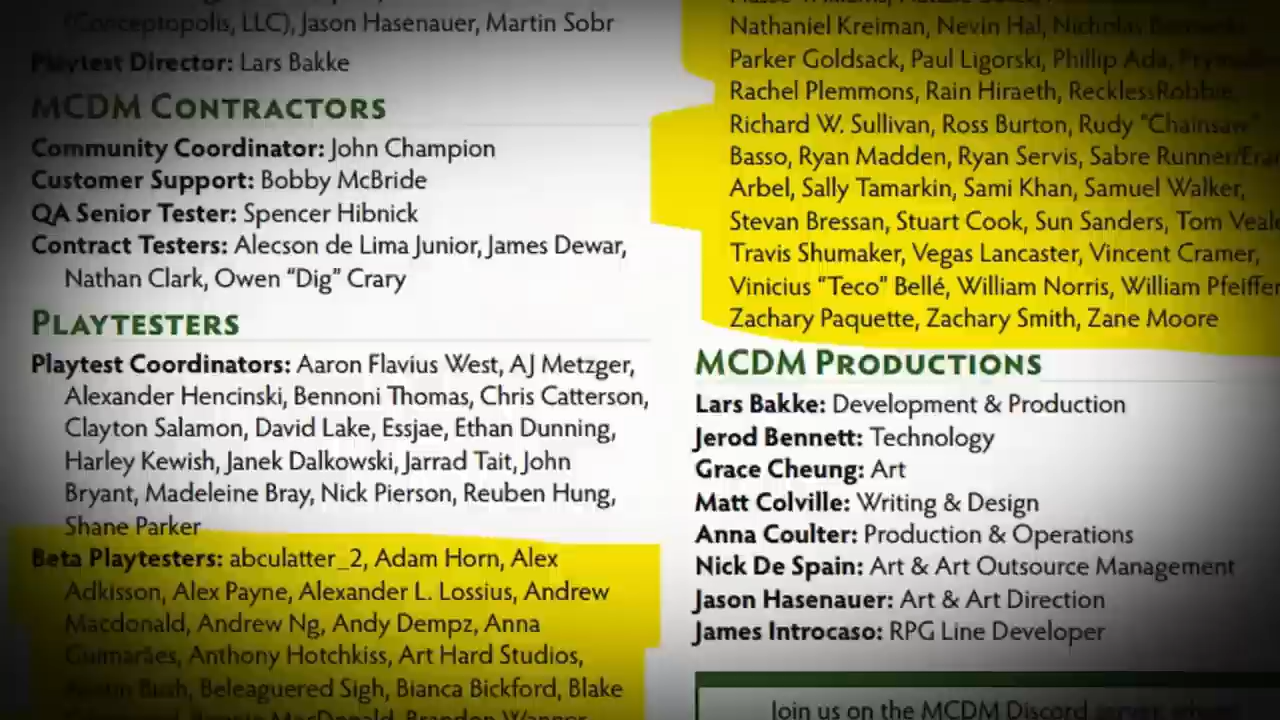 (Conceptopolis, LLC), Jason Hasenauer, Martin Sobr
Playtest Director: Lars Bakke
MCDM CONTRACTORS
Community Coordinator: John Champion
Customer Support: Bobby McBride
QA Senior Tester: Spencer Hibnick
Contract Testers: Alecson de Lima Junior, James Dewar,
Nathan Clark, Owen “Dig” Crary
PLAYTESTERS
Playtest Coordinators: Aaron Flavius West, AJ Metzger,
Alexander Hencinski, Bennoni Thomas, Chris Catterson,
Clayton Salamon, David Lake, Essjae, Ethan Dunning,
Harley Kewish, Janek Dalkowski, Jarrad Tait, John
Bryant, Madeleine Bray, Nick Pierson, Reuben Hung,
Shane Parker
Beta Playtesters: abculatter_2, Adam Horn, Alex
Adkisson, Alex Payne, Alexander L. Lossius, Andrew
Macdonald, Andrew Ng, Andy Dempz, Anna
Guimarães, Anthony Hotchkiss, Art Hard Studios,
Bush, Beleaguered Sigh, Bianca Bickford, Blake
MacDonald, Brandon
Nathaniel Kreiman, Nevin Hal, Nicholas
Parker Goldsack, Paul Ligorski, Phillip Ada,
Rachel Plemmons, Rain Hiraeth, RecklessRobbie,
Richard W. Sullivan, Ross Burton, Rudy “Chainsaw”
Basso, Ryan Madden, Ryan Servis, Sabre Runner/Eran
Arbel, Sally Tamarkin, Sami Khan, Samuel Walker,
Stevan Bressan, Stuart Cook, Sun Sanders, Tom Veal
Travis Shumaker, Vegas Lancaster, Vincent Cramer,
Vinicius “Teco” Bellé, William Norris, William Pfeiffer
Zachary Paquette, Zachary Smith, Zane Moore
MCDM PRODUCTIONS
Lars Bakke: Development & Production
Jerod Bennett: Technology
Grace Cheung: Art
Matt Colville: Writing & Design
Anna Coulter: Production & Operations
Nick De Spain: Art & Art Outsource Management
Jason Hasenauer: Art & Art Direction
James Introcaso: RPG Line Developer
Join us on the MCDM Discord server, where